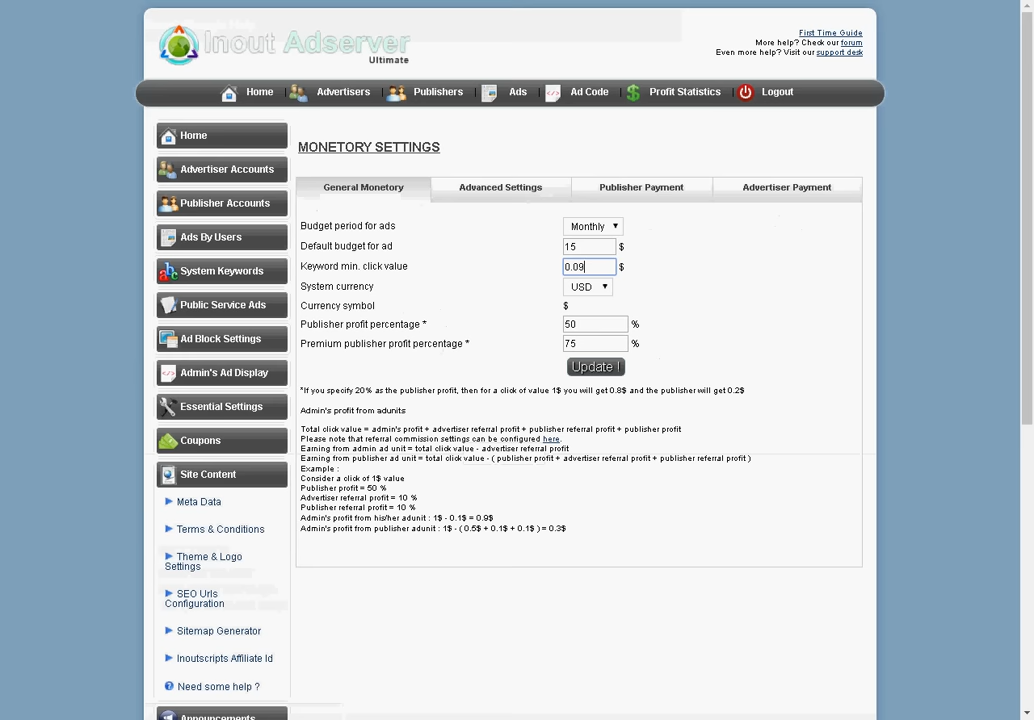 Inout Adserver
Ultimate
First Time Guide
More help? Check our forum
Even more help? Visit our support desk
Home
Advertisers
Publishers
Ads
Ad Code
Profit Statistics
Logout
Home
Advertiser Accounts
Publisher Accounts
Ads By Users
System Keywords
Public Service Ads
Ad Block Settings
Admin's Ad Display
Essential Settings
Coupons
Site Content
Meta Data
Terms & Conditions
Theme & Logo
Settings
SEO Urls
Configuration
Sitemap Generator
Inoutscripts Affiliate Id
Need some help ?
Announcements
MONETORY SETTINGS
General Monetory
Advanced Settings
Publisher Payment
Advertiser Payment
Budget period for ads Monthly
Default budget for ad 15 $
Keyword min. click value 0.09 $
System currency USD
Currency symbol $
Publisher profit percentage * 50 %
Premium publisher profit percentage * 75 %
Update !
*If you specify 20% as the publisher profit, then for a click of value 1$ you will get 0.8$ and the publisher will get 0.2$
Admin's profit from adunits
Total click value = admin's profit + advertiser referral profit + publisher referral profit + publisher profit
Please note that referral commission settings can be configured here.
Earning from admin ad unit = total click value - advertiser referral profit
Earning from publisher ad unit = total click value - ( publisher profit + advertiser referral profit + publisher referral profit )
Example :
Consider a click of 1$ value
Publisher profit = 50 %
Advertiser referral profit = 10 %
Publisher referral profit = 10 %
Admin's profit from his/her adunit : 1$ - 0.1$ = 0.9$
Admin's profit from publisher adunit : 1$ - ( 0.5$ + 0.1$ + 0.1$ ) = 0.3$